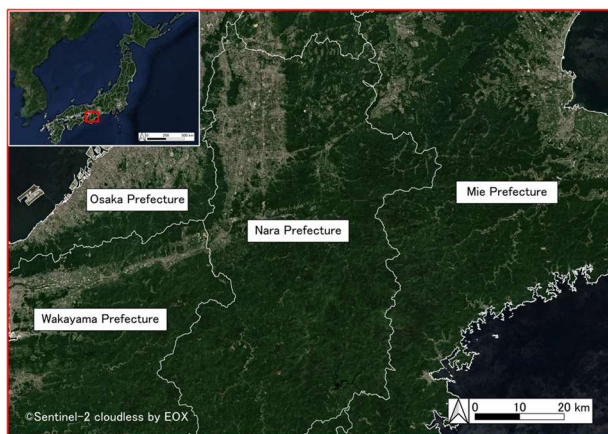 Osaka Prefecture
Mie Prefecture
Nara Prefecture
Wakayama Prefecture
©Sentinel-2 cloudless by EOX
0 10 20 km